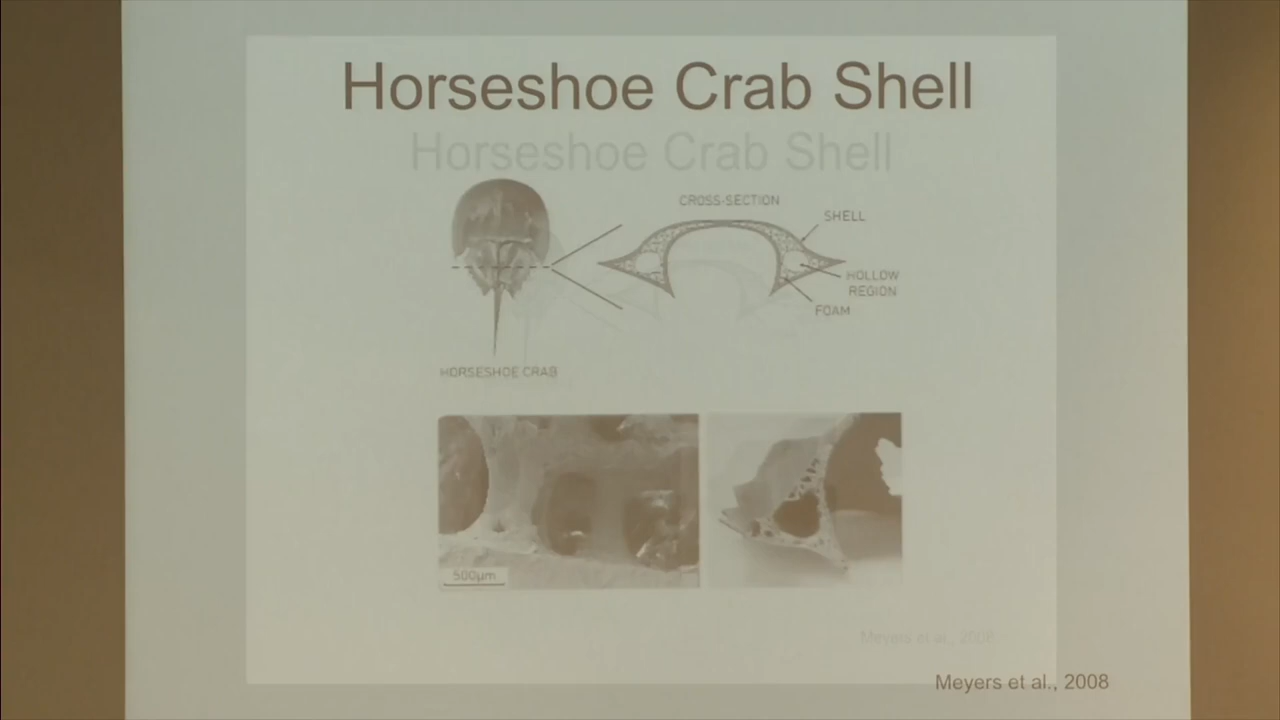 Horseshoe Crab Shell
Horseshoe Crab Shell
CROSS-SECTION
SHELL
HOLLOW
REGION
FOAM
HORSESHOE CRAB
500µm
Meyers et al., 2008
Meyers et al., 2008